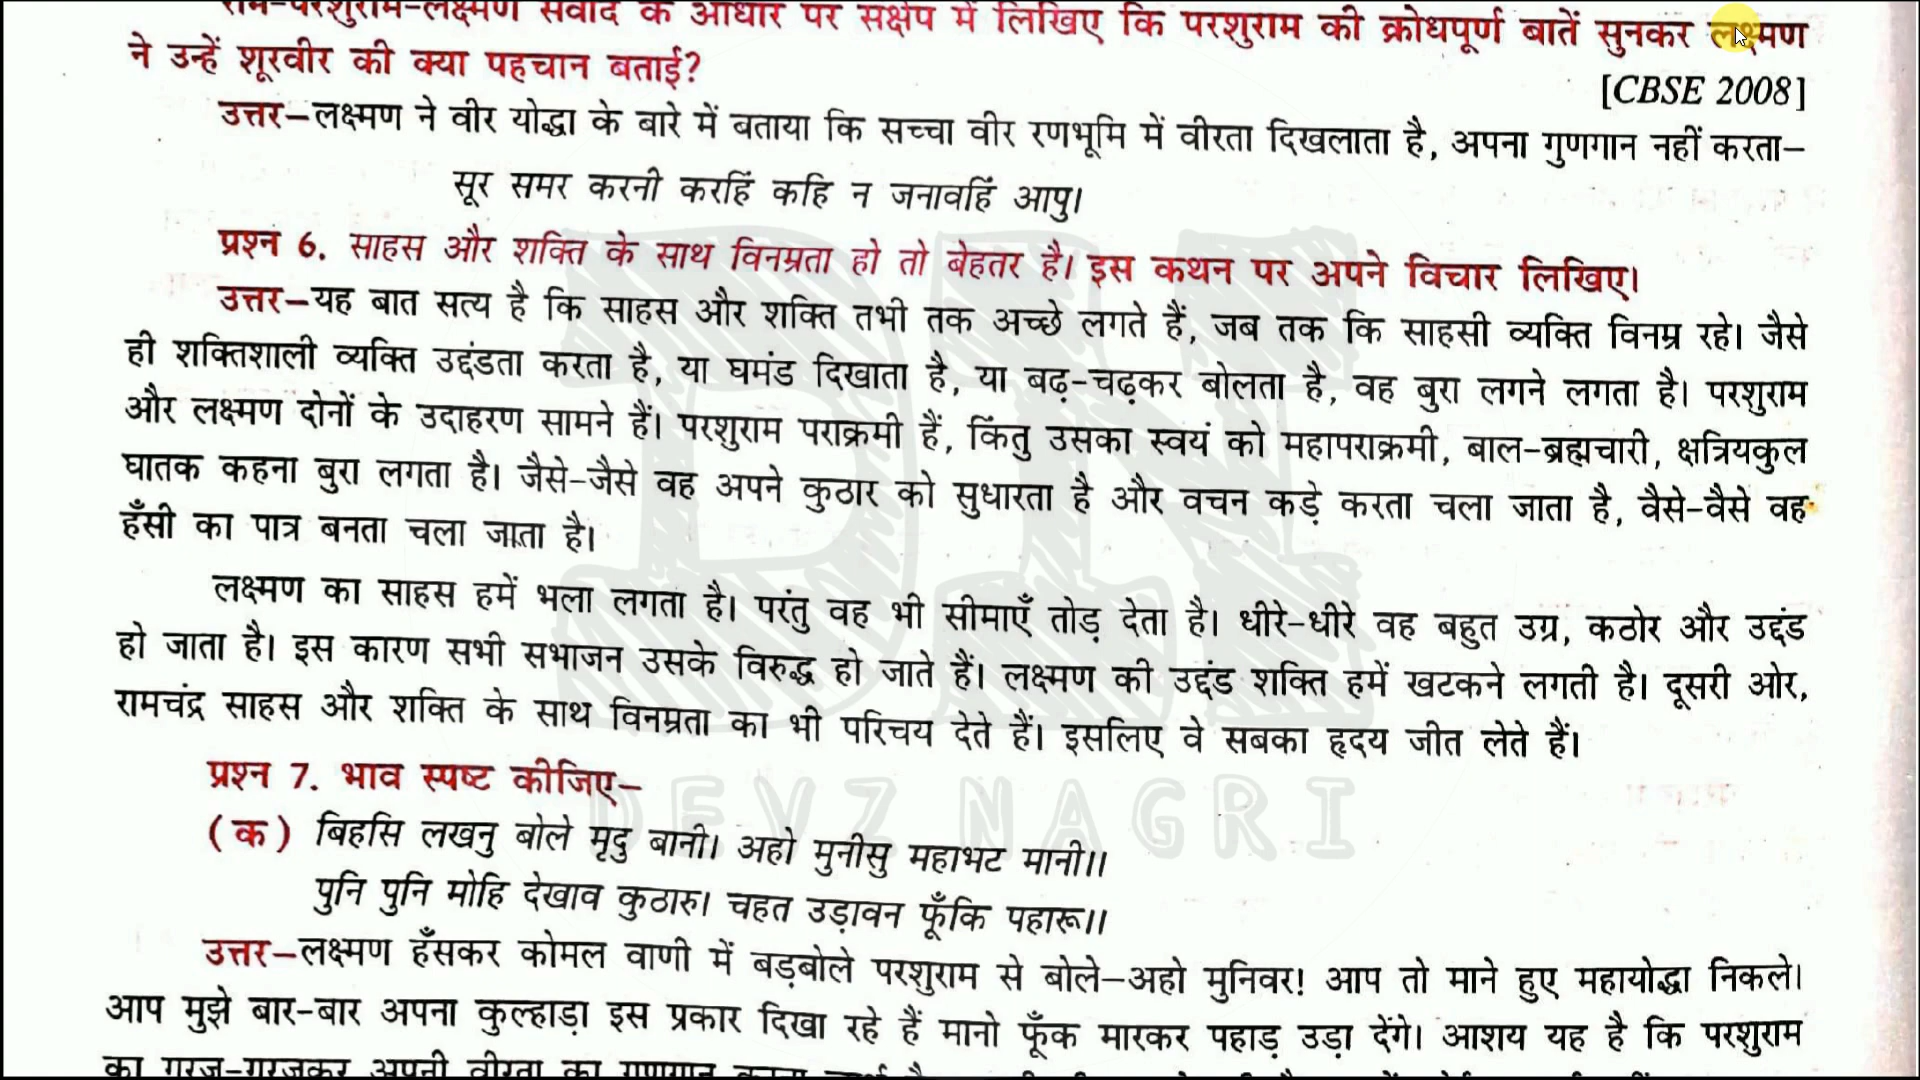 राम-परशुराम-लक्ष्मण संवाद के आधार पर संक्षेप में लिखिए कि परशुराम की क्रोधपूर्ण बातें सुनकर लक्ष्मण
ने उन्हें शूरवीर की क्या पहचान बताई?
[CBSE 2008]
उत्तर–लक्ष्मण ने वीर योद्धा के बारे में बताया कि सच्चा वीर रणभूमि में वीरता दिखलाता है, अपना गुणगान नहीं करता–
सूर समर करनी करहिं कहि न जनावहिं आपु।
प्रश्न 6. साहस और शक्ति के साथ विनम्रता हो तो बेहतर है। इस कथन पर अपने विचार लिखिए।
उत्तर–यह बात सत्य है कि साहस और शक्ति तभी तक अच्छे लगते हैं, जब तक कि साहसी व्यक्ति विनम्र रहे। जैसे
ही शक्तिशाली व्यक्ति उद्दंडता करता है, या घमंड दिखाता है, या बढ़-चढ़कर बोलता है, वह बुरा लगने लगता है। परशुराम
और लक्ष्मण दोनों के उदाहरण सामने हैं। परशुराम पराक्रमी हैं, किंतु उसका स्वयं को महापराक्रमी, बाल-ब्रह्मचारी, क्षत्रियकुल
घातक कहना बुरा लगता है। जैसे-जैसे वह अपने कुठार को सुधारता है और वचन कड़े करता चला जाता है, वैसे-वैसे वह
हँसी का पात्र बनता चला जाता है।
लक्ष्मण का साहस हमें भला लगता है। परंतु वह भी सीमाएँ तोड़ देता है। धीरे-धीरे वह बहुत उग्र, कठोर और उद्दंड
हो जाता है। इस कारण सभी सभाजन उसके विरुद्ध हो जाते हैं। लक्ष्मण की उद्दंड शक्ति हमें खटकने लगती है। दूसरी ओर,
रामचंद्र साहस और शक्ति के साथ विनम्रता का भी परिचय देते हैं। इसलिए वे सबका हृदय जीत लेते हैं।
प्रश्न 7. भाव स्पष्ट कीजिए–
(क) बिहसि लखनु बोले मृदु बानी। अहो मुनीसु महाभट मानी।।
पुनि पुनि मोहि देखाव कुठारु। चहत उड़ावन फूँकि पहारू।।
उत्तर–लक्ष्मण हँसकर कोमल वाणी में बड़बोले परशुराम से बोले–अहो मुनिवर! आप तो माने हुए महायोद्धा निकले।
आप मुझे बार-बार अपना कुल्हाड़ा इस प्रकार दिखा रहे हैं मानो फूँक मारकर पहाड़ उड़ा देंगे। आशय यह है कि परशुराम
का गरज-गरजकर अपनी वीरता का गुणगान करना
DN
DEVZ NAGRI